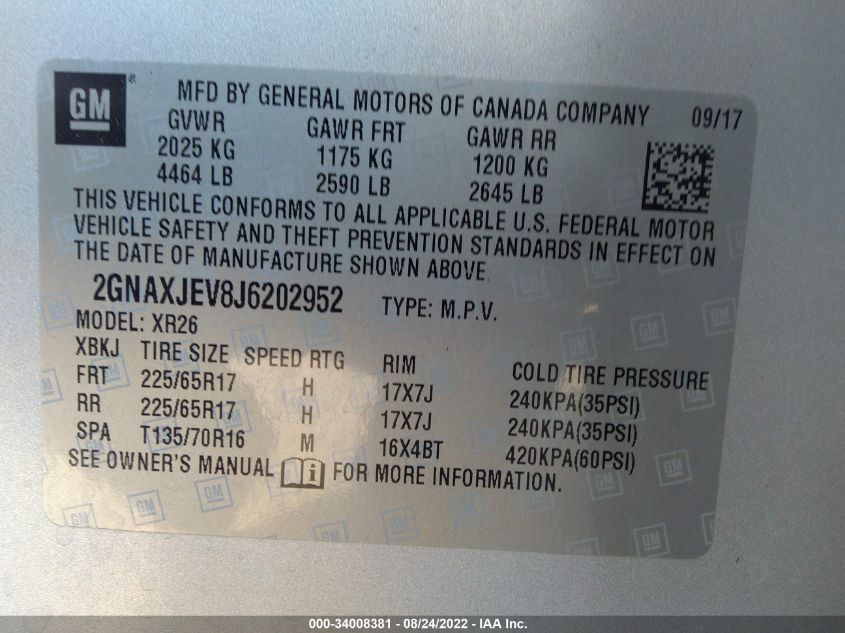 GM ® MFD BY GENERAL MOTORS OF CANADA COMPANY 09/17
GVWR GAWR FRT GAWR RR
2025 KG 1175 KG 1200 KG
4464 LB 2590 LB 2645 LB
THIS VEHICLE CONFORMS TO ALL APPLICABLE U.S. FEDERAL MOTOR
VEHICLE SAFETY AND THEFT PREVENTION STANDARDS IN EFFECT ON
THE DATE OF MANUFACTURE SHOWN ABOVE.
2GNAXJEV8J6202952 TYPE: M.P.V.
MODEL: XR26
XBKJ TIRE SIZE SPEED RTG RIM COLD TIRE PRESSURE
FRT 225/65R17 H 17X7J 240KPA(35PSI)
RR 225/65R17 H 17X7J 240KPA(35PSI)
SPA T135/70R16 M 16X4BT 420KPA(60PSI)
SEE OWNER'S MANUAL i FOR MORE INFORMATION.
000-34008381 - 08/24/2022 - IAA Inc.